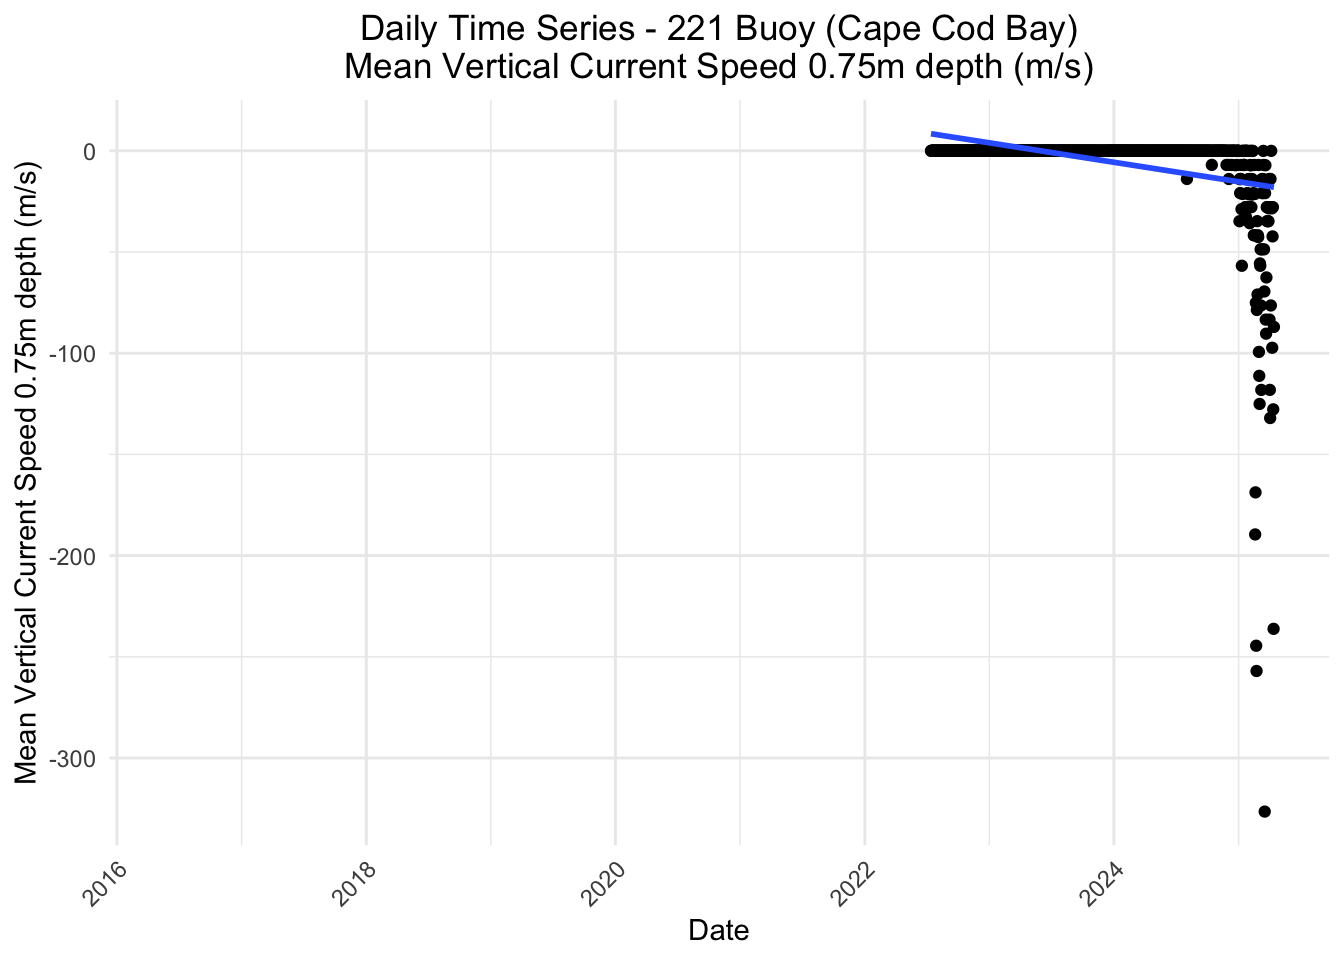 Daily Time Series - 221 Buoy (Cape Cod Bay)
Mean Vertical Current Speed 0.75m depth (m/s)
Mean Vertical Current Speed 0.75m depth (m/s)
0
-100
-200
-300
2016
2018
2020
2022
2024
Date